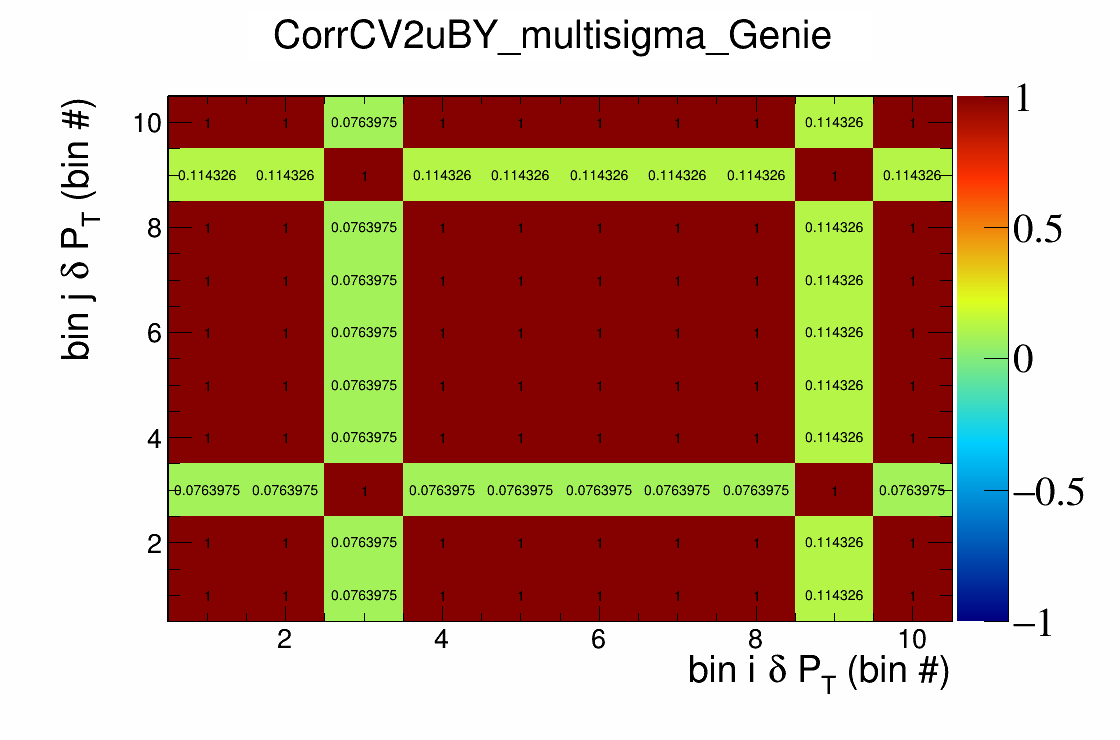 CorrCV2uBY_multisigma_Genie
bin j δ P_T (bin #)
10 1 1 0.0763975 1 1 1 1 1 0.114326 1
0.114326 0.114326 1 0.114326 0.114326 0.114326 0.114326 0.114326 1 0.114326
8 1 1 0.0763975 1 1 1 1 1 0.114326 1
1 1 0.0763975 1 1 1 1 1 0.114326 1
6 1 1 0.0763975 1 1 1 1 1 0.114326 1
1 1 0.0763975 1 1 1 1 1 0.114326 1
4 1 1 0.0763975 1 1 1 1 1 0.114326 1
0.0763975 0.0763975 1 0.0763975 0.0763975 0.0763975 0.0763975 0.0763975 1 0.0763975
2 1 1 0.0763975 1 1 1 1 1 0.114326 1
1 1 0.0763975 1 1 1 1 1 0.114326 1
2 4 6 8 10
bin i δ P_T (bin #)
1
0.5
0
−0.5
−1